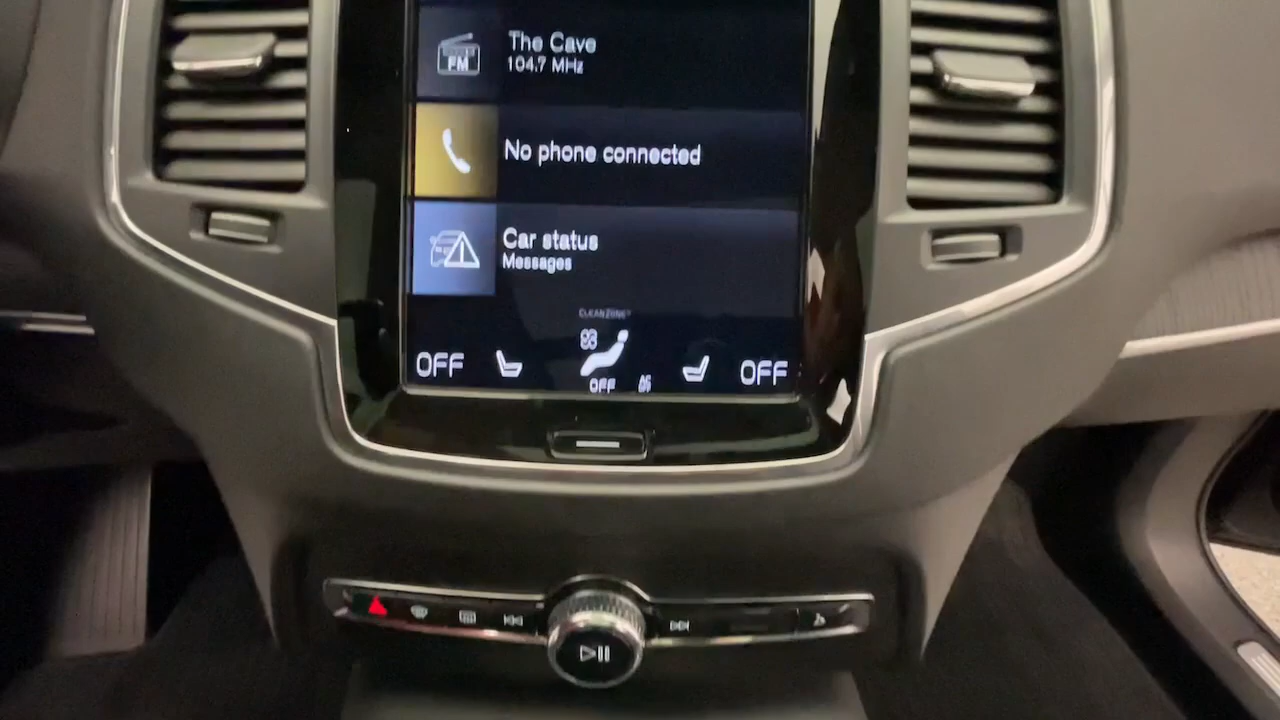 FM
The Cave
104.7 MHz
No phone connected
Car status
Messages
CLEANZONE
OFF
OFF
OFF